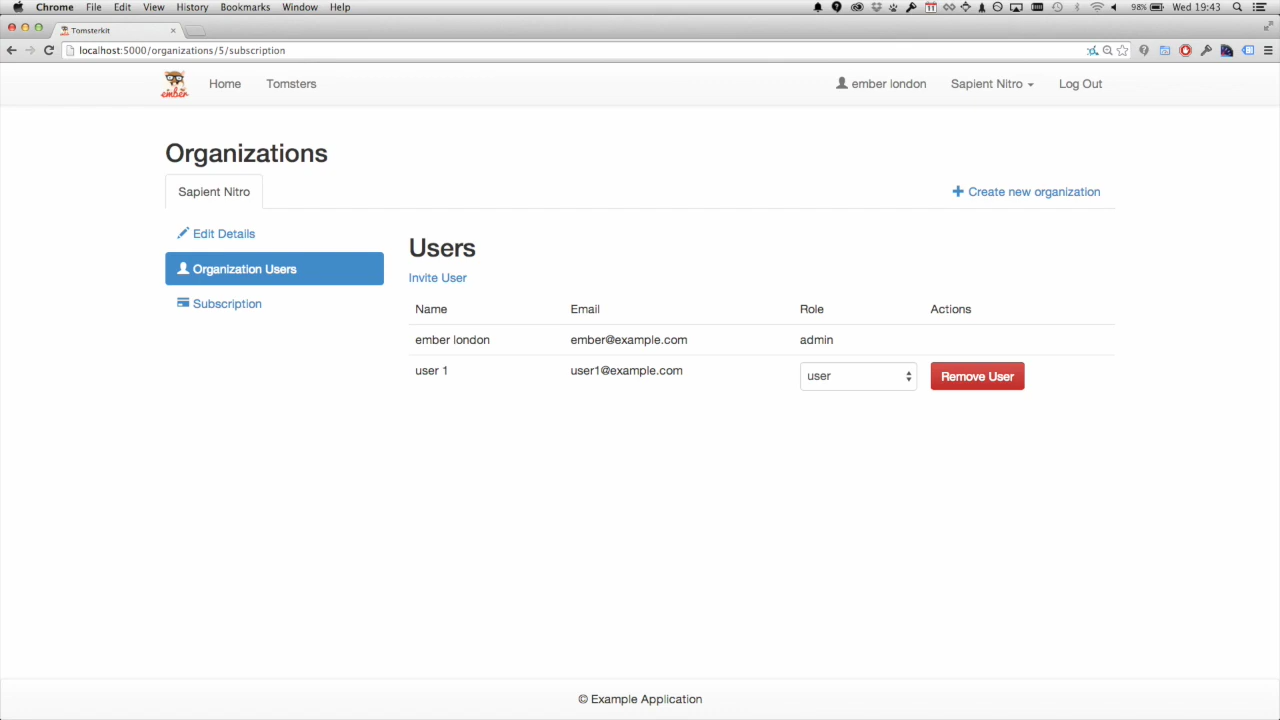 Chrome File Edit View History Bookmarks Window Help 11 98% Wed 19:43
Tomsterkit
localhost:5000/organizations/5/subscription
ember Home Tomsters ember london Sapient Nitro Log Out
Organizations
Sapient Nitro Create new organization
Edit Details
Organization Users
Subscription
Users
Invite User
Name Email Role Actions
ember london ember@example.com admin
user 1 user1@example.com user Remove User
© Example Application